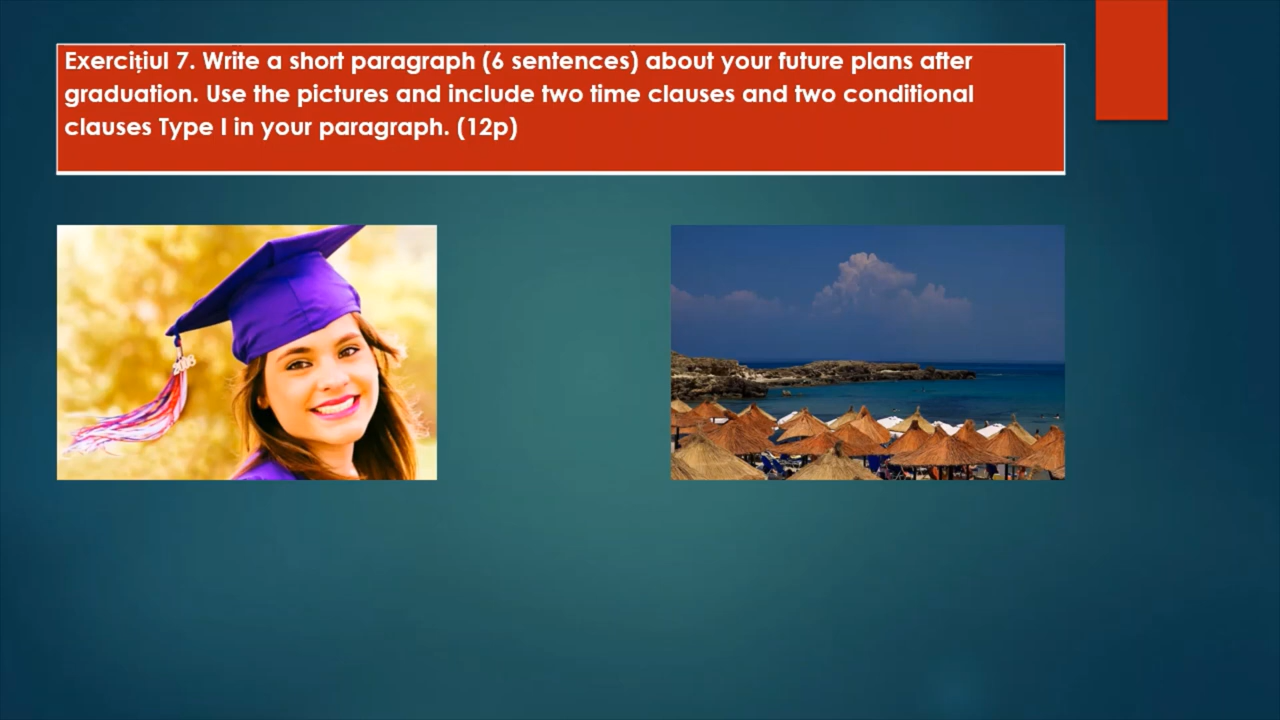 Exercițiul 7. Write a short paragraph (6 sentences) about your future plans after
graduation. Use the pictures and include two time clauses and two conditional
clauses Type I in your paragraph. (12p)